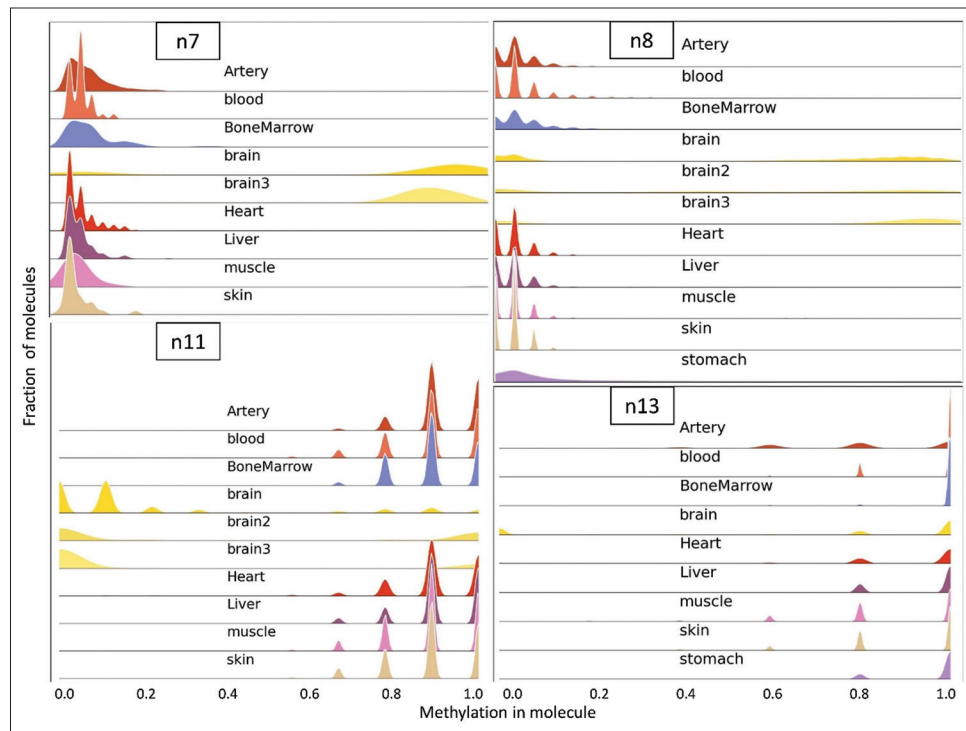 n7
Artery
blood
BoneMarrow
brain
brain3
Heart
Liver
muscle
skin
n8
Artery
blood
BoneMarrow
brain
brain2
brain3
Heart
Liver
muscle
skin
stomach
n11
Artery
blood
BoneMarrow
brain
brain2
brain3
Heart
Liver
muscle
skin
0.0 0.2 0.4 0.6 0.8 1.0
n13
Artery
blood
BoneMarrow
brain
Heart
Liver
muscle
skin
stomach
0.0 0.2 0.4 0.6 0.8 1.0
Fraction of molecules
Methylation in molecule